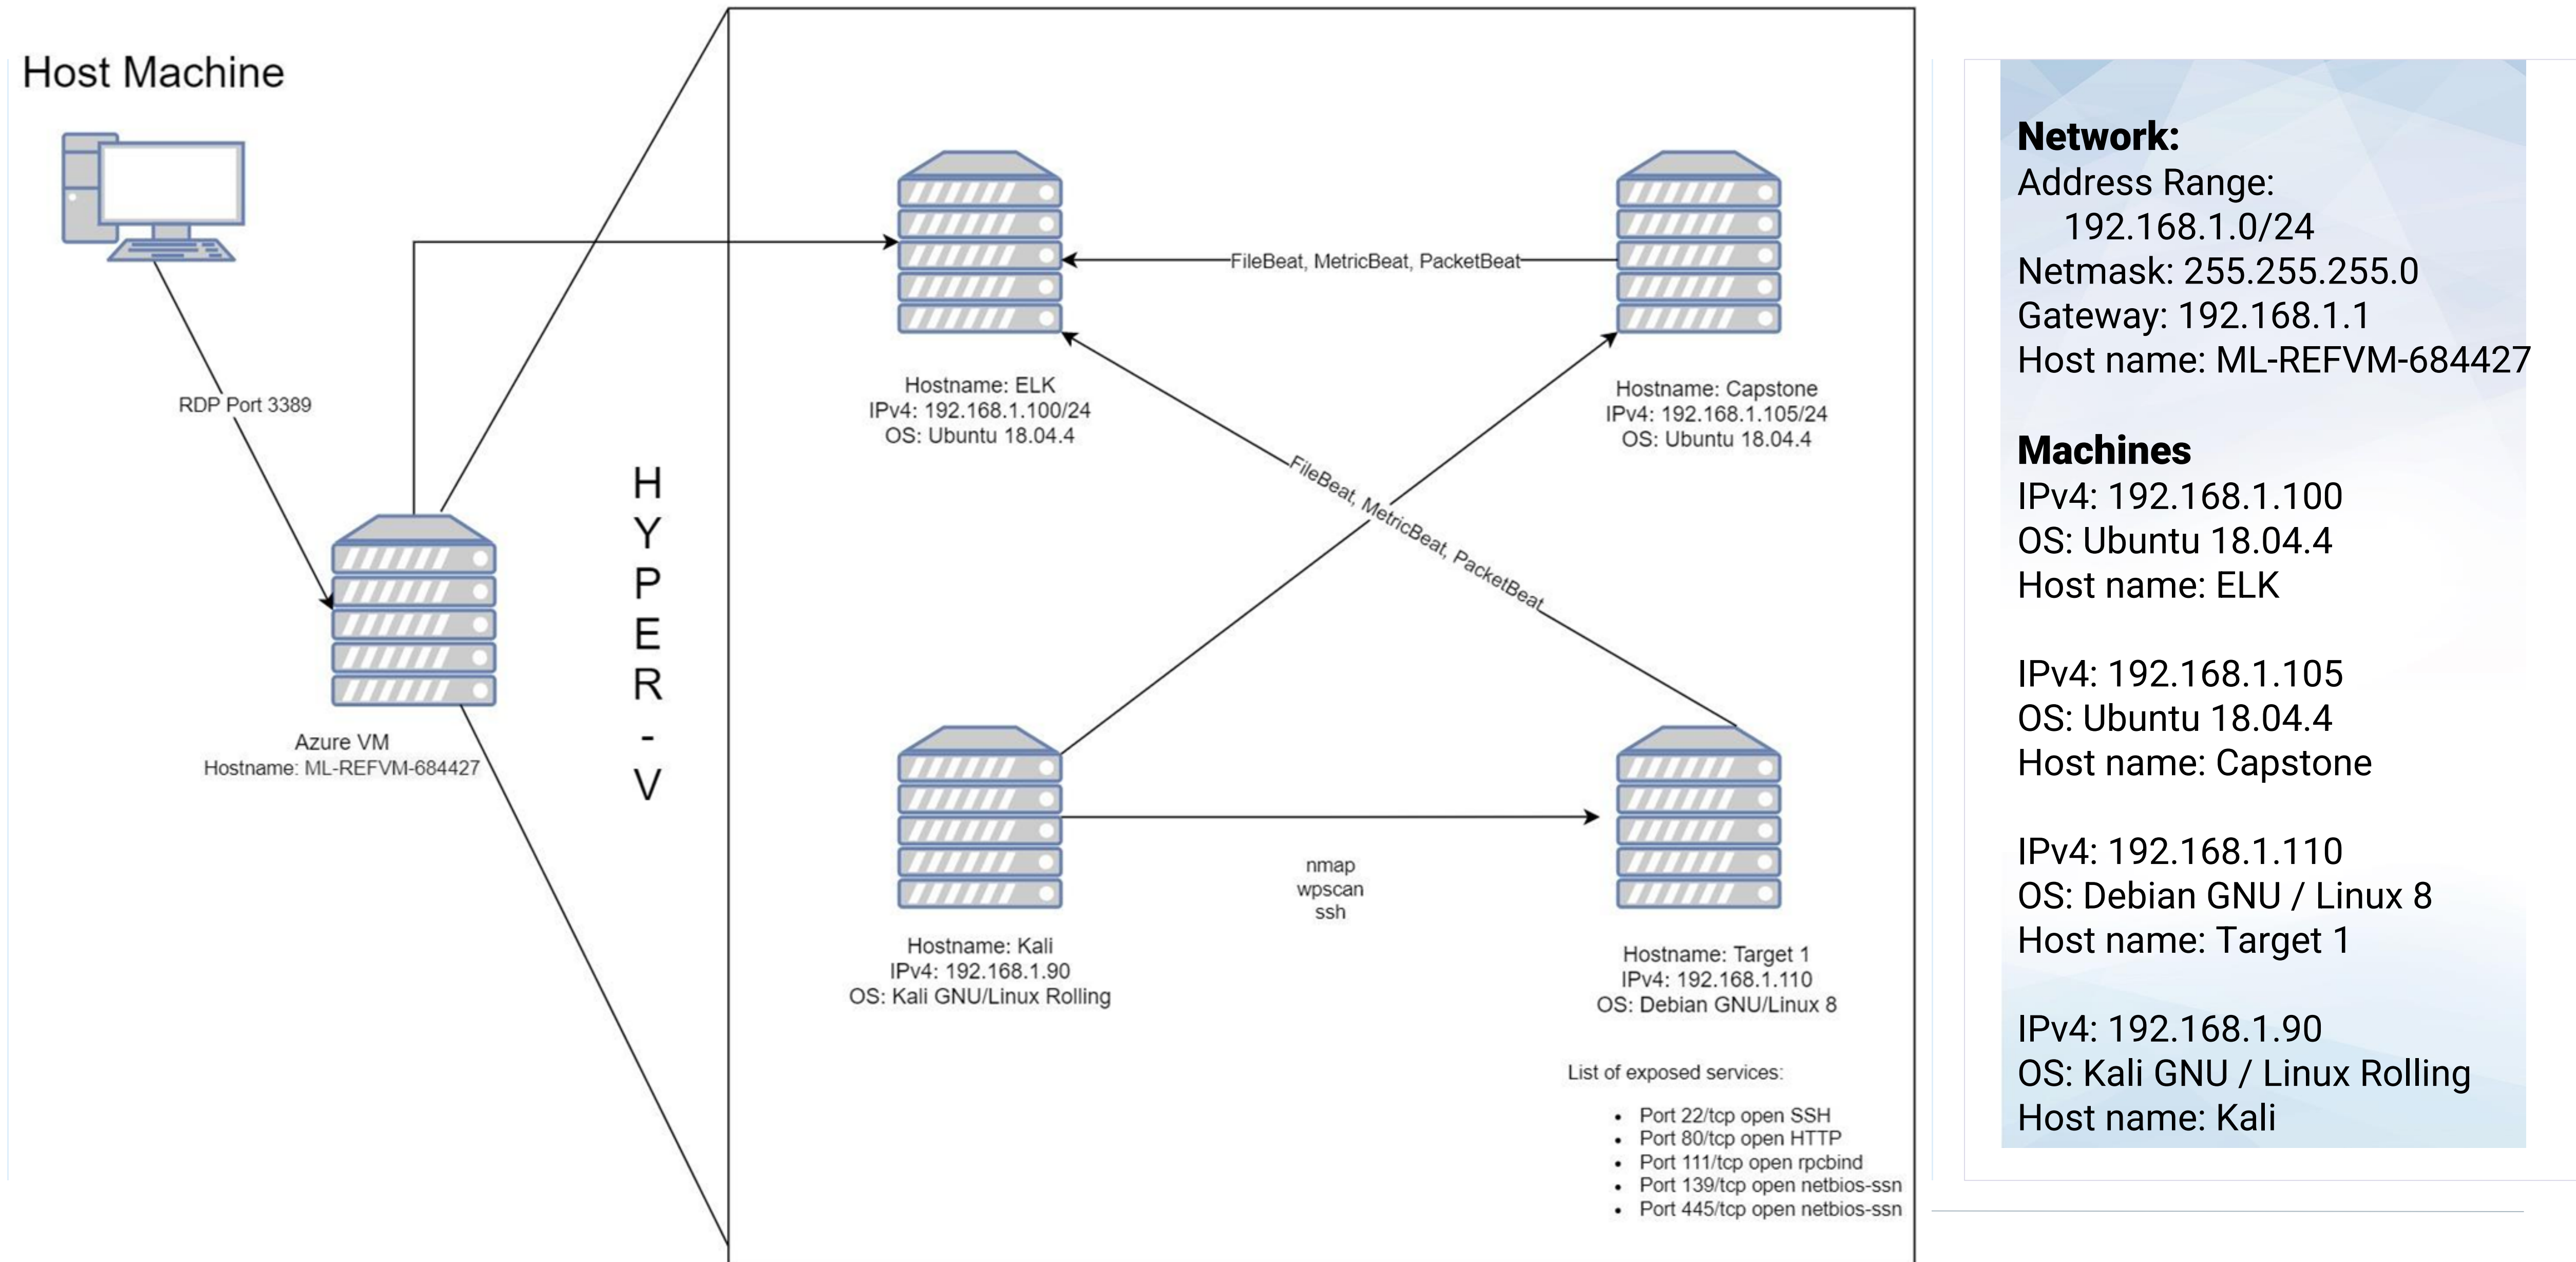 Host Machine
RDP Port 3389
Azure VM
Hostname: ML-REFVM-684427
H
Y
P
E
R
-
V
Hostname: ELK
IPv4: 192.168.1.100/24
OS: Ubuntu 18.04.4
FileBeat, MetricBeat, PacketBeat
Hostname: Capstone
IPv4: 192.168.1.105/24
OS: Ubuntu 18.04.4
FileBeat, MetricBeat, PacketBeat
Hostname: Kali
IPv4: 192.168.1.90
OS: Kali GNU/Linux Rolling
nmap
wpscan
ssh
Hostname: Target 1
IPv4: 192.168.1.110
OS: Debian GNU/Linux 8
List of exposed services:
• Port 22/tcp open SSH
• Port 80/tcp open HTTP
• Port 111/tcp open rpcbind
• Port 139/tcp open netbios-ssn
• Port 445/tcp open netbios-ssn
Network:
Address Range:
192.168.1.0/24
Netmask: 255.255.255.0
Gateway: 192.168.1.1
Host name: ML-REFVM-684427
Machines
IPv4: 192.168.1.100
OS: Ubuntu 18.04.4
Host name: ELK
IPv4: 192.168.1.105
OS: Ubuntu 18.04.4
Host name: Capstone
IPv4: 192.168.1.110
OS: Debian GNU / Linux 8
Host name: Target 1
IPv4: 192.168.1.90
OS: Kali GNU / Linux Rolling
Host name: Kali